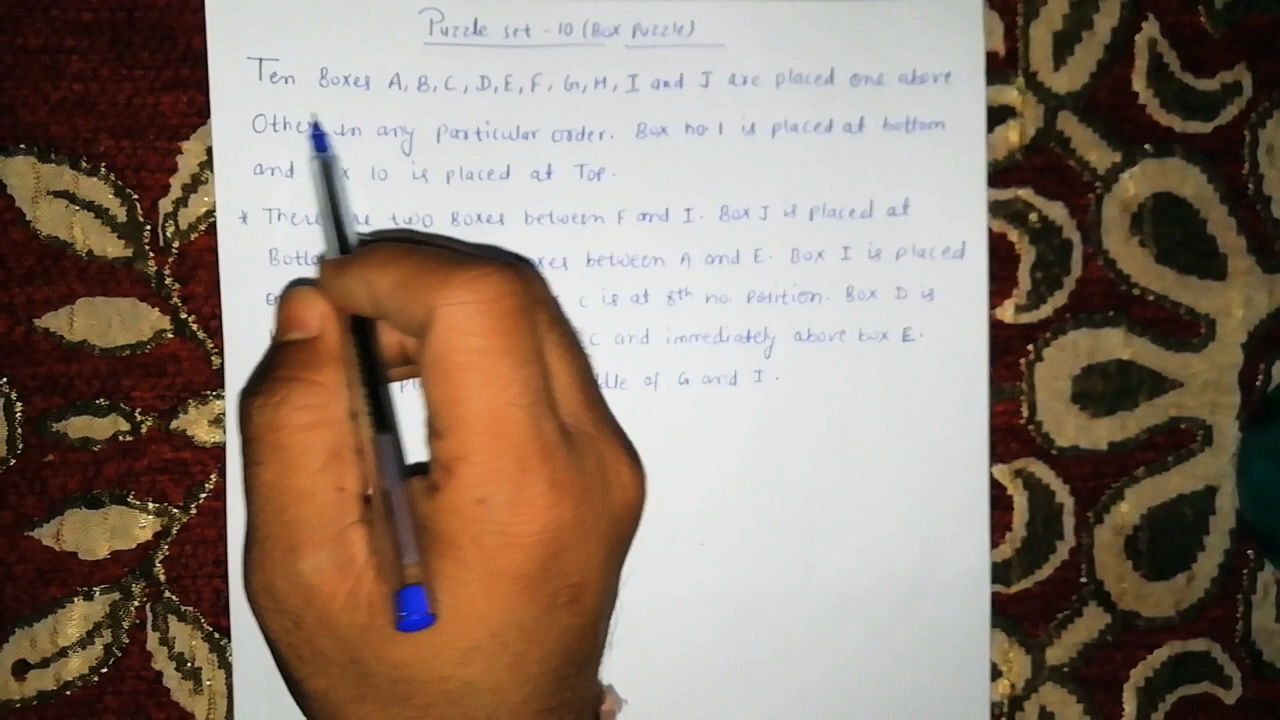 Puzzle set - 10 (Box Puzzle)
Ten Boxes A, B, C, D, E, F, G, H, I and J are placed one above
Other in any particular order. Box no 1 is placed at bottom
and 10 is placed at Top.
* There two Boxes between F and I. Box J is placed at
between A and E. Box I is placed
C is at 8th no. position. Box D is
C and immediately above box E.
of G and I.